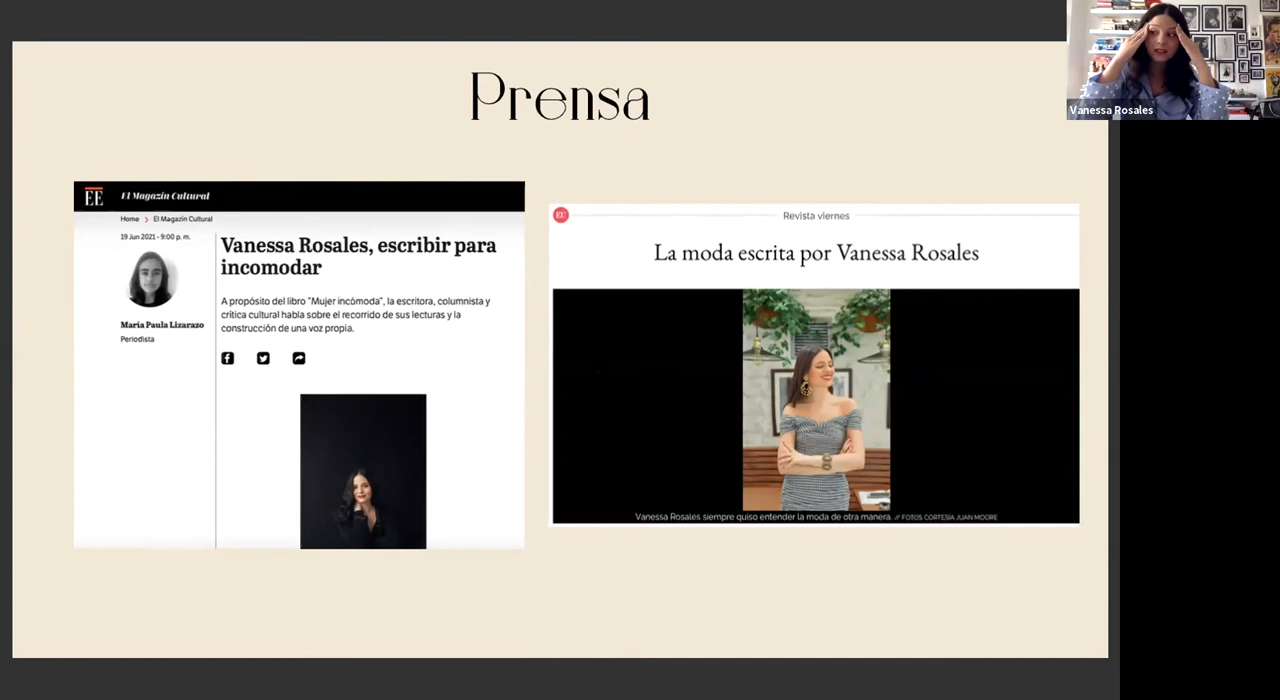 Prensa
Vanessa Rosales
EE
El Magazín Cultural
Home > El Magazín Cultural
19 Jun 2021 - 9:00 p. m.
María Paula Lizarazo
Periodista
Vanessa Rosales, escribir para
incomodar
A propósito del libro "Mujer incómoda", la escritora, columnista y
crítica cultural habla sobre el recorrido de sus lecturas y la
construcción de una voz propia.
EU
Revista viernes
La moda escrita por Vanessa Rosales
Vanessa Rosales siempre quiso entender la moda de otra manera. // FOTOS CORTESÍA JUAN MOORE